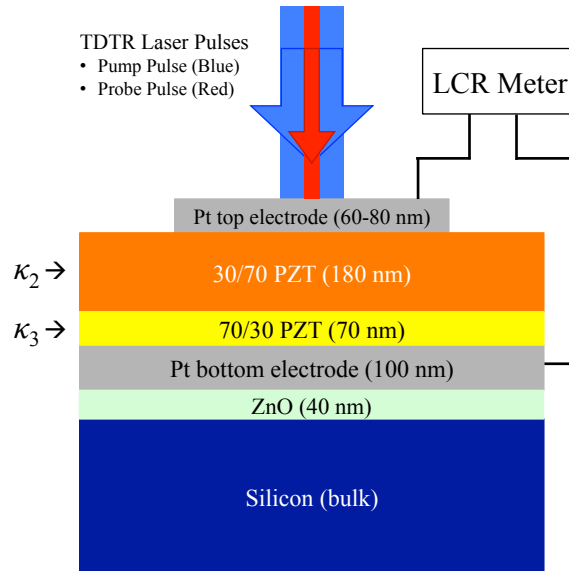 TDTR Laser Pulses
• Pump Pulse (Blue)
• Probe Pulse (Red)
LCR Meter
Pt top electrode (60-80 nm)
κ2 → 30/70 PZT (180 nm)
κ3 → 70/30 PZT (70 nm)
Pt bottom electrode (100 nm)
ZnO (40 nm)
Silicon (bulk)